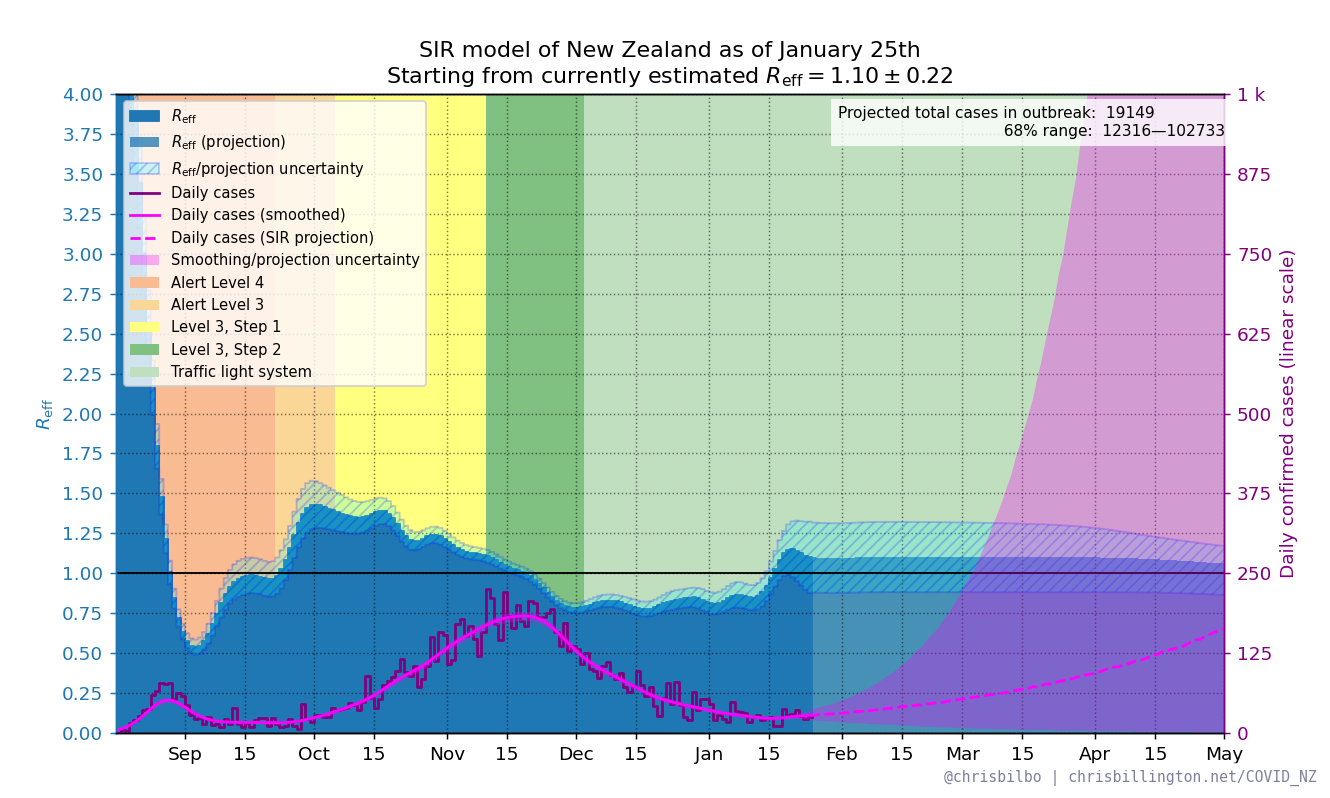 SIR model of New Zealand as of January 25th
Starting from currently estimated R_eff = 1.10 ± 0.22
Projected total cases in outbreak: 19149
68% range: 12316—102733
R_eff
R_eff (projection)
R_eff/projection uncertainty
Daily cases
Daily cases (smoothed)
Daily cases (SIR projection)
Smoothing/projection uncertainty
Alert Level 4
Alert Level 3
Level 3, Step 1
Level 3, Step 2
Traffic light system
4.00
3.75
3.50
3.25
3.00
2.75
2.50
2.25
2.00
1.75
1.50
1.25
1.00
0.75
0.50
0.25
0.00
R_eff
1 k
875
750
625
500
375
250
125
0
Daily confirmed cases (linear scale)
Sep 15 Oct 15 Nov 15 Dec 15 Jan 15 Feb 15 Mar 15 Apr 15 May
@chrisbilbo | chrisbillington.net/COVID_NZ